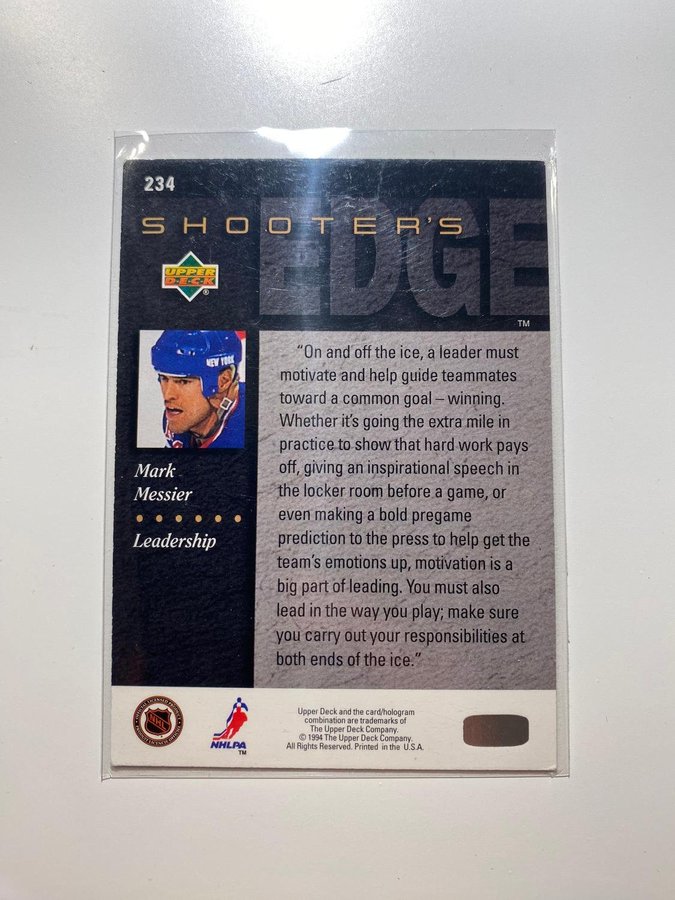 234
SHOOTER'S
EDGE
UPPER
DECK
®
TM
NEW YORK
Mark
Messier
Leadership
“On and off the ice, a leader must
motivate and help guide teammates
toward a common goal – winning.
Whether it's going the extra mile in
practice to show that hard work pays
off, giving an inspirational speech in
the locker room before a game, or
even making a bold pregame
prediction to the press to help get the
team's emotions up, motivation is a
big part of leading. You must also
lead in the way you play; make sure
you carry out your responsibilities at
both ends of the ice.”
NHL
NHLPA
TM
Upper Deck and the card/hologram
combination are trademarks of
The Upper Deck Company.
© 1994 The Upper Deck Company.
All Rights Reserved. Printed in the U.S.A.